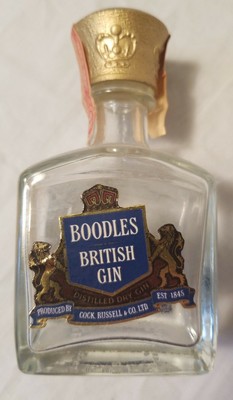 BOODLES
BRITISH
GIN
DISTILLED DRY GIN
PRODUCED BY
COCK, RUSSELL & CO. LTD
EST 1845